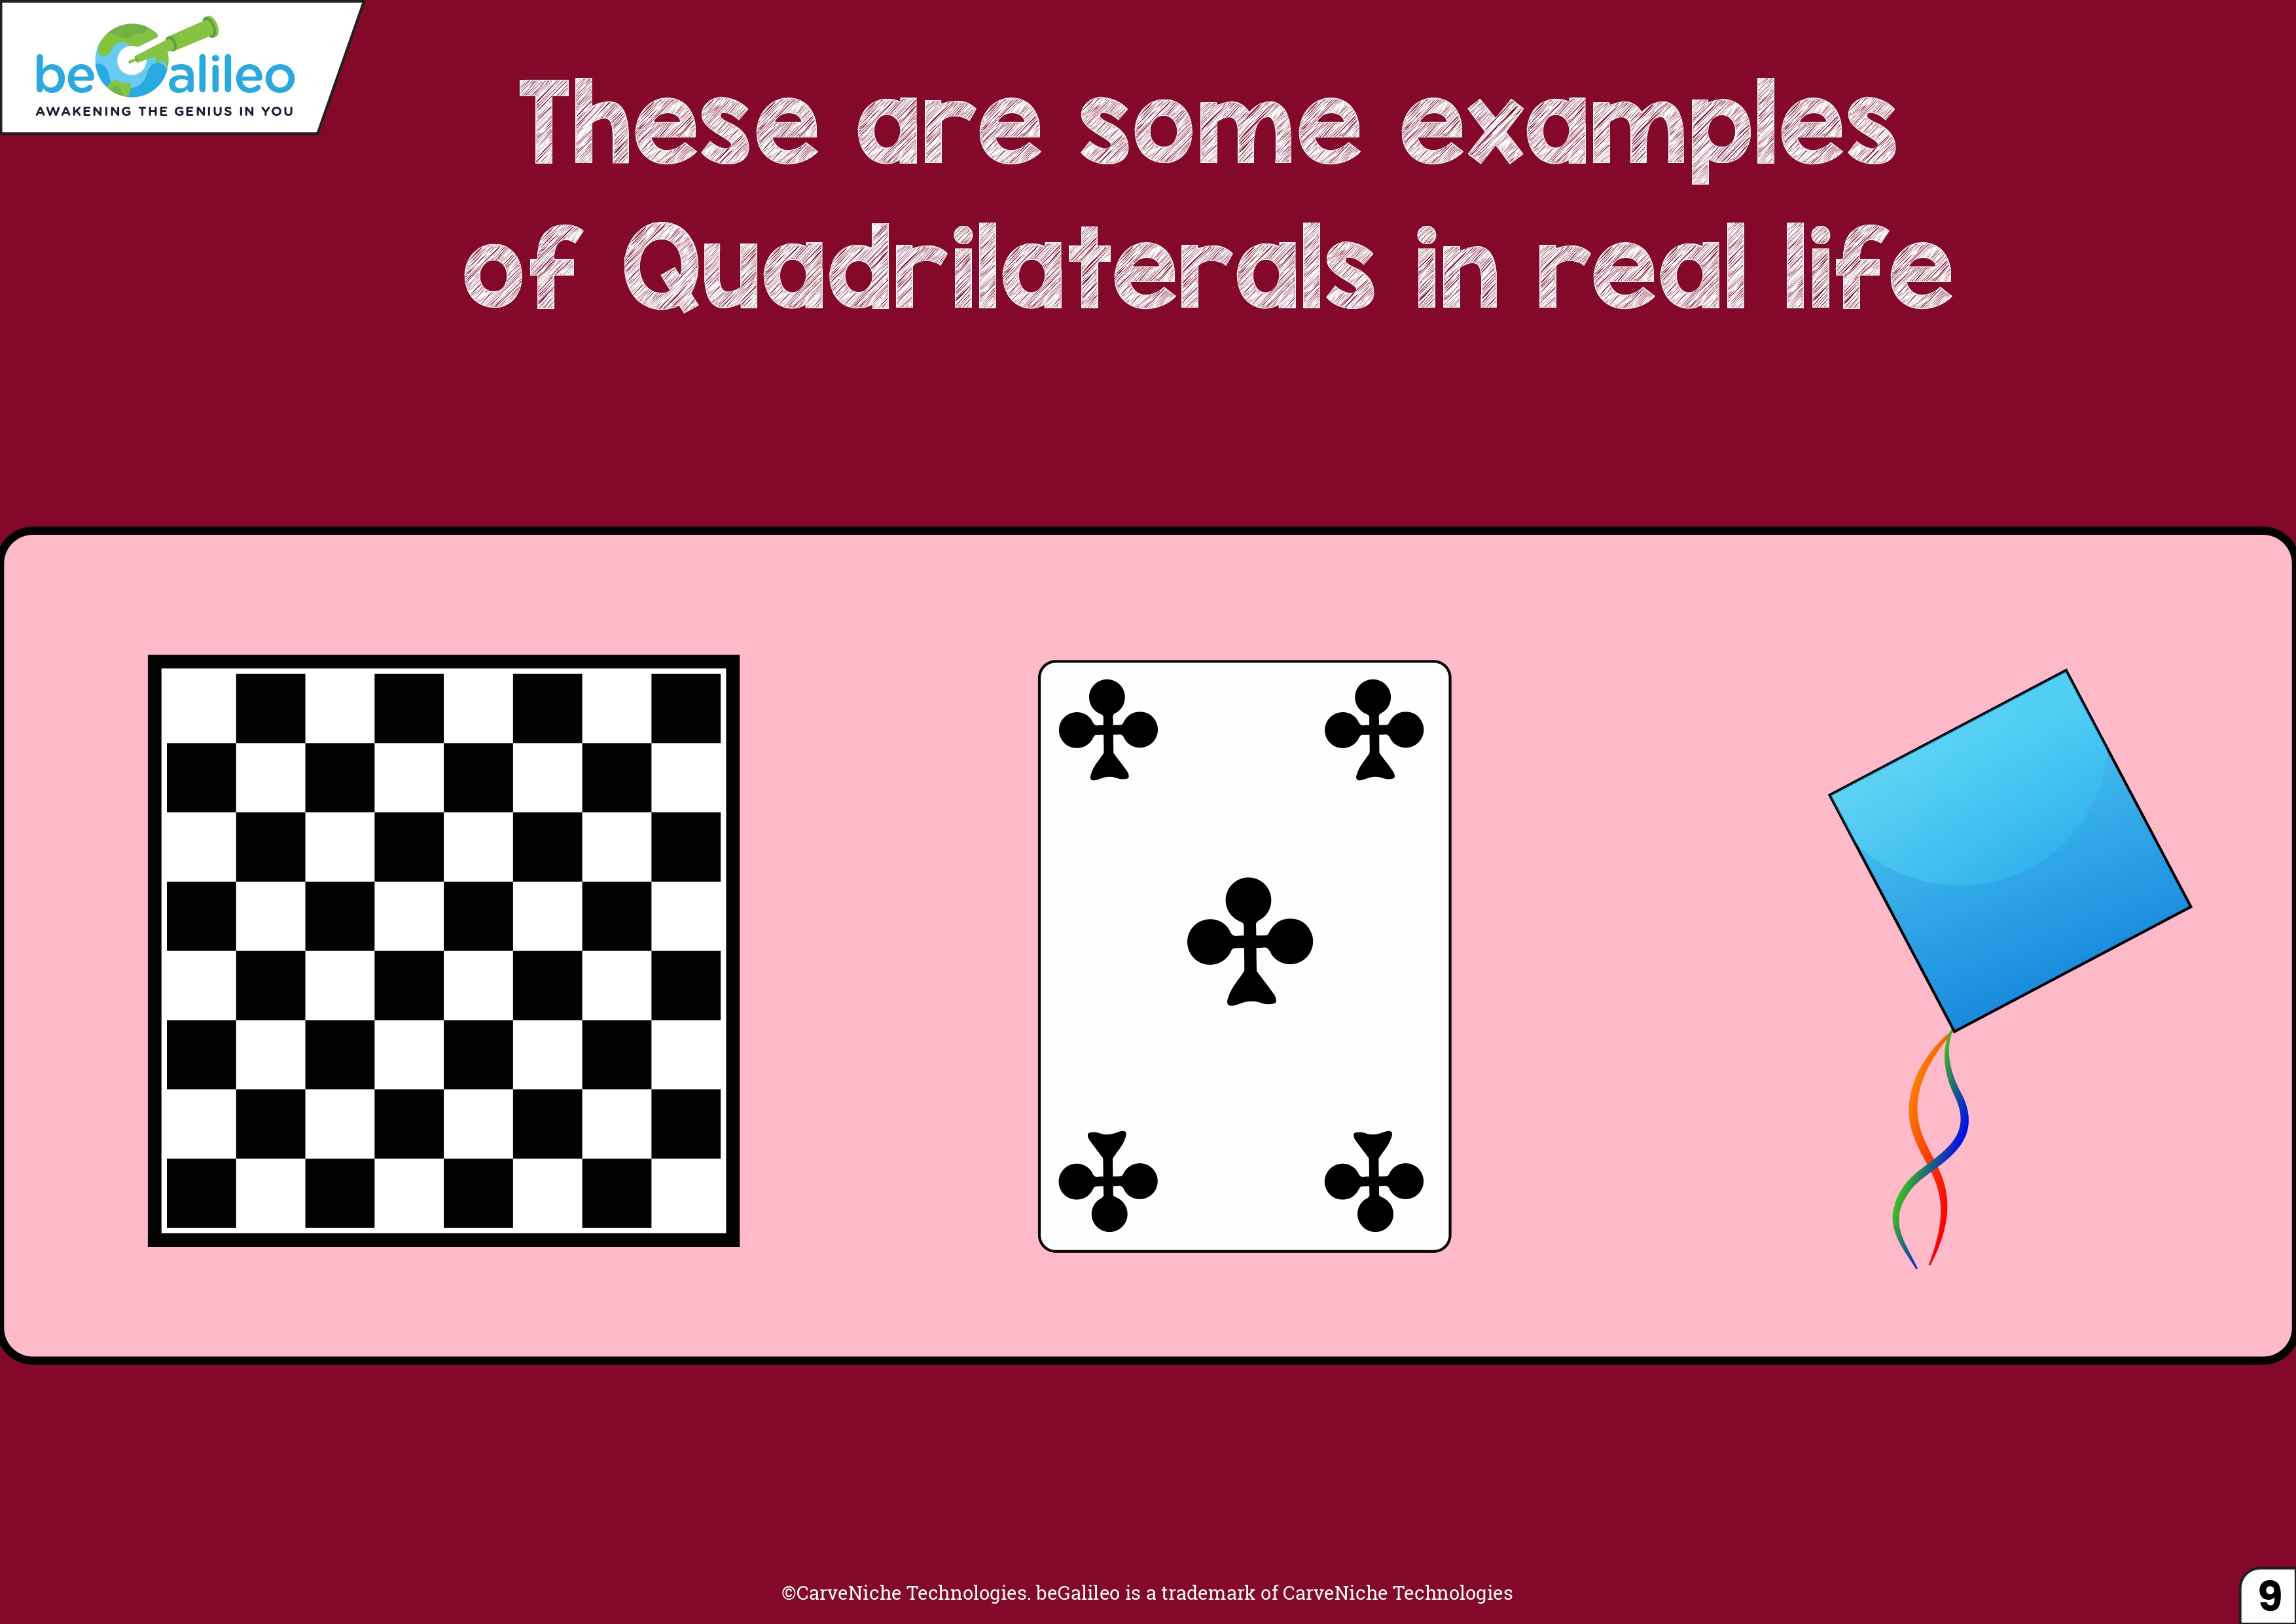 beGalileo
AWAKENING THE GENIUS IN YOU
These are some examples
of Quadrilaterals in real life
©CarveNiche Technologies. beGalileo is a trademark of CarveNiche Technologies
9